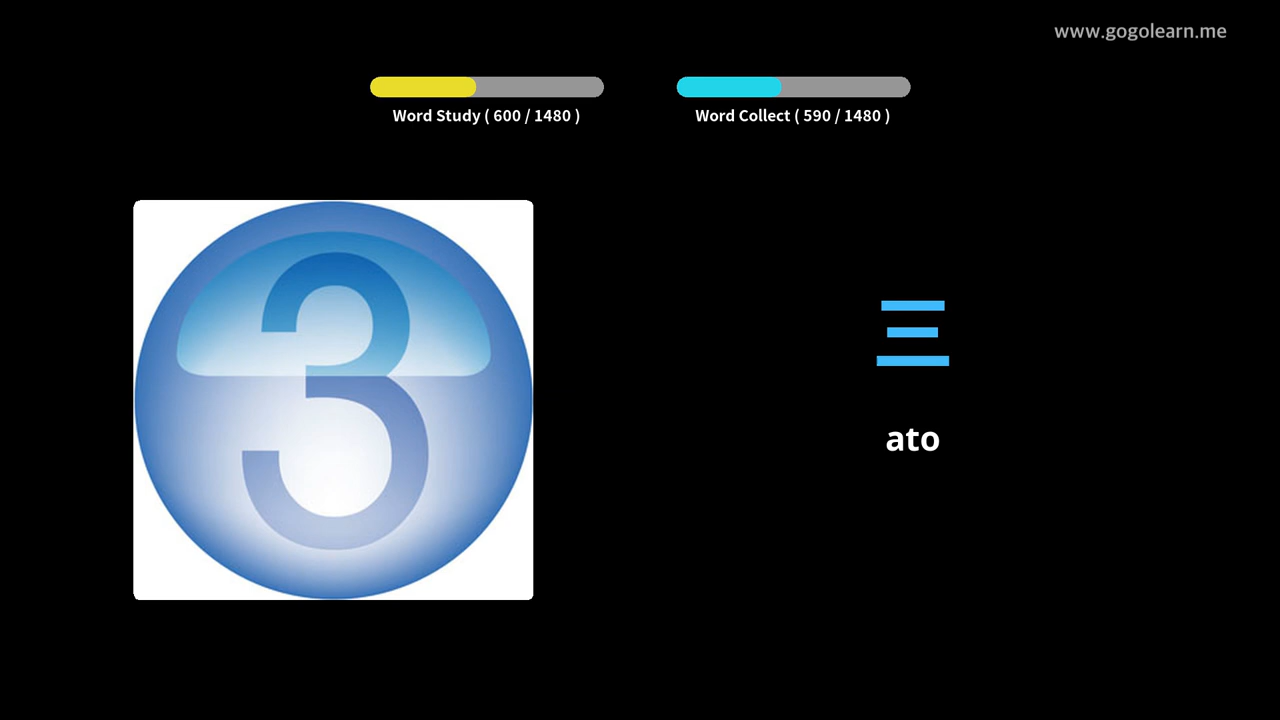 www.gogolearn.me
Word Study ( 600 / 1480 )
Word Collect ( 590 / 1480 )
3
三
ato